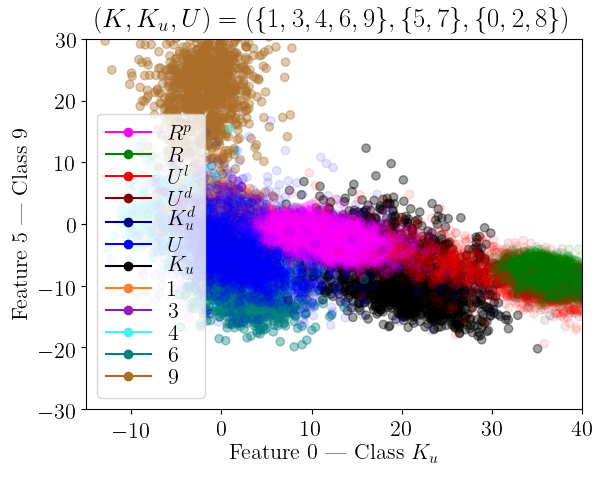 (K, K_u, U) = ({1, 3, 4, 6, 9}, {5, 7}, {0, 2, 8})
30
20
10
0
−10
−20
−30
Feature 5 — Class 9
R^p
R
U^l
U^d
K_u^d
U
K_u
1
3
4
6
9
−10 0 10 20 30 40
Feature 0 — Class K_u